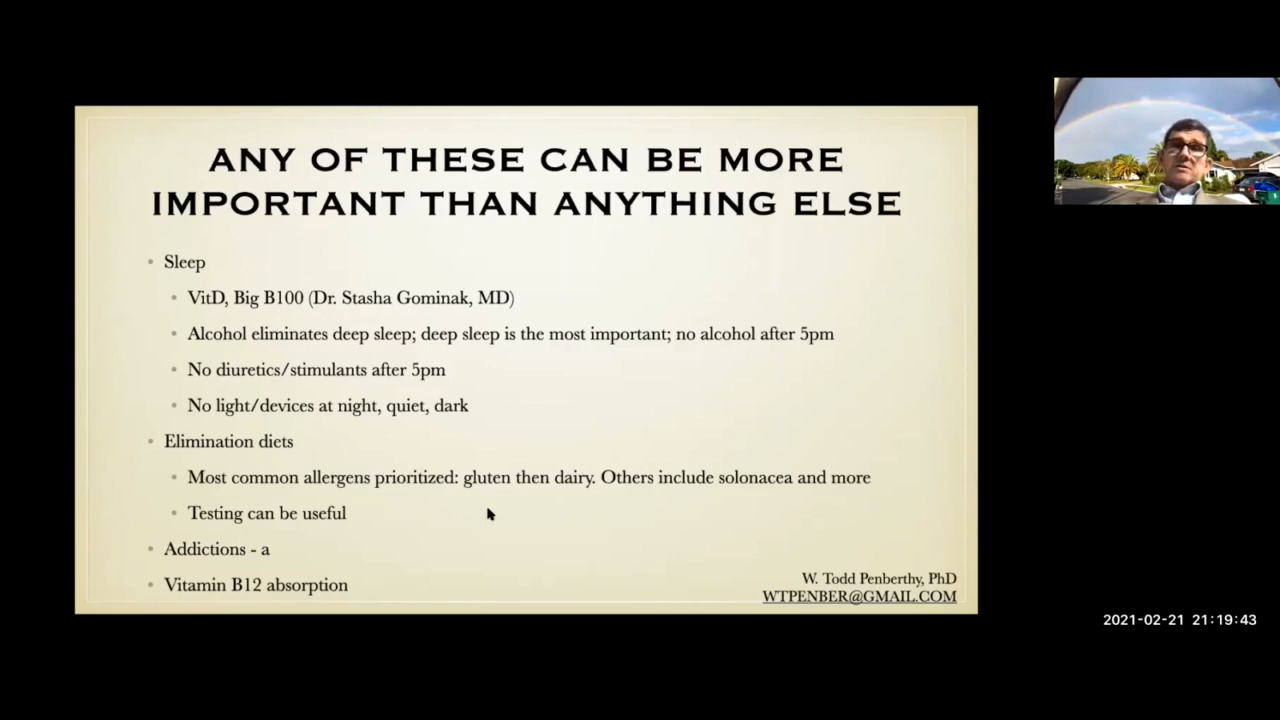 ANY OF THESE CAN BE MORE
IMPORTANT THAN ANYTHING ELSE
Sleep
VitD, Big B100 (Dr. Stasha Gominak, MD)
Alcohol eliminates deep sleep; deep sleep is the most important; no alcohol after 5pm
No diuretics/stimulants after 5pm
No light/devices at night, quiet, dark
Elimination diets
Most common allergens prioritized: gluten then dairy. Others include solonacea and more
Testing can be useful
Addictions - a
Vitamin B12 absorption
W. Todd Penberthy, PhD
WTPENBER@GMAIL.COM
2021-02-21 21:19:43